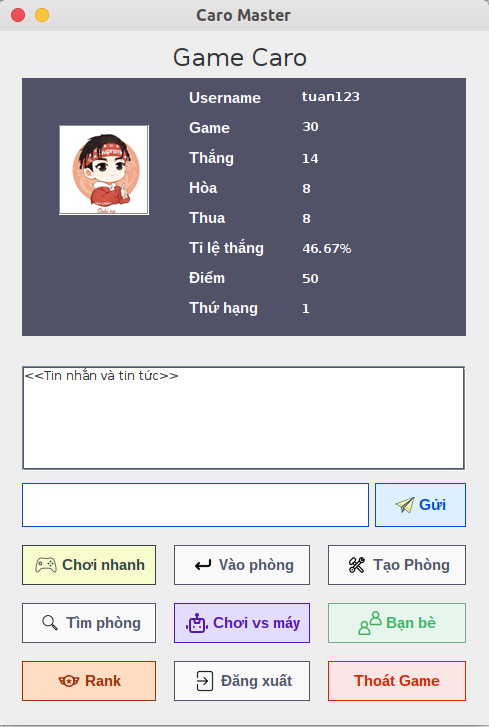 Caro Master
Game Caro
Username tuan123
Game 30
Thắng 14
Hòa 8
Thua 8
Tỉ lệ thắng 46.67%
Điểm 50
Thứ hạng 1
<<Tin nhắn và tin tức>>
Gửi
Chơi nhanh Vào phòng Tạo Phòng
Tìm phòng Chơi vs máy Bạn bè
Rank Đăng xuất Thoát Game